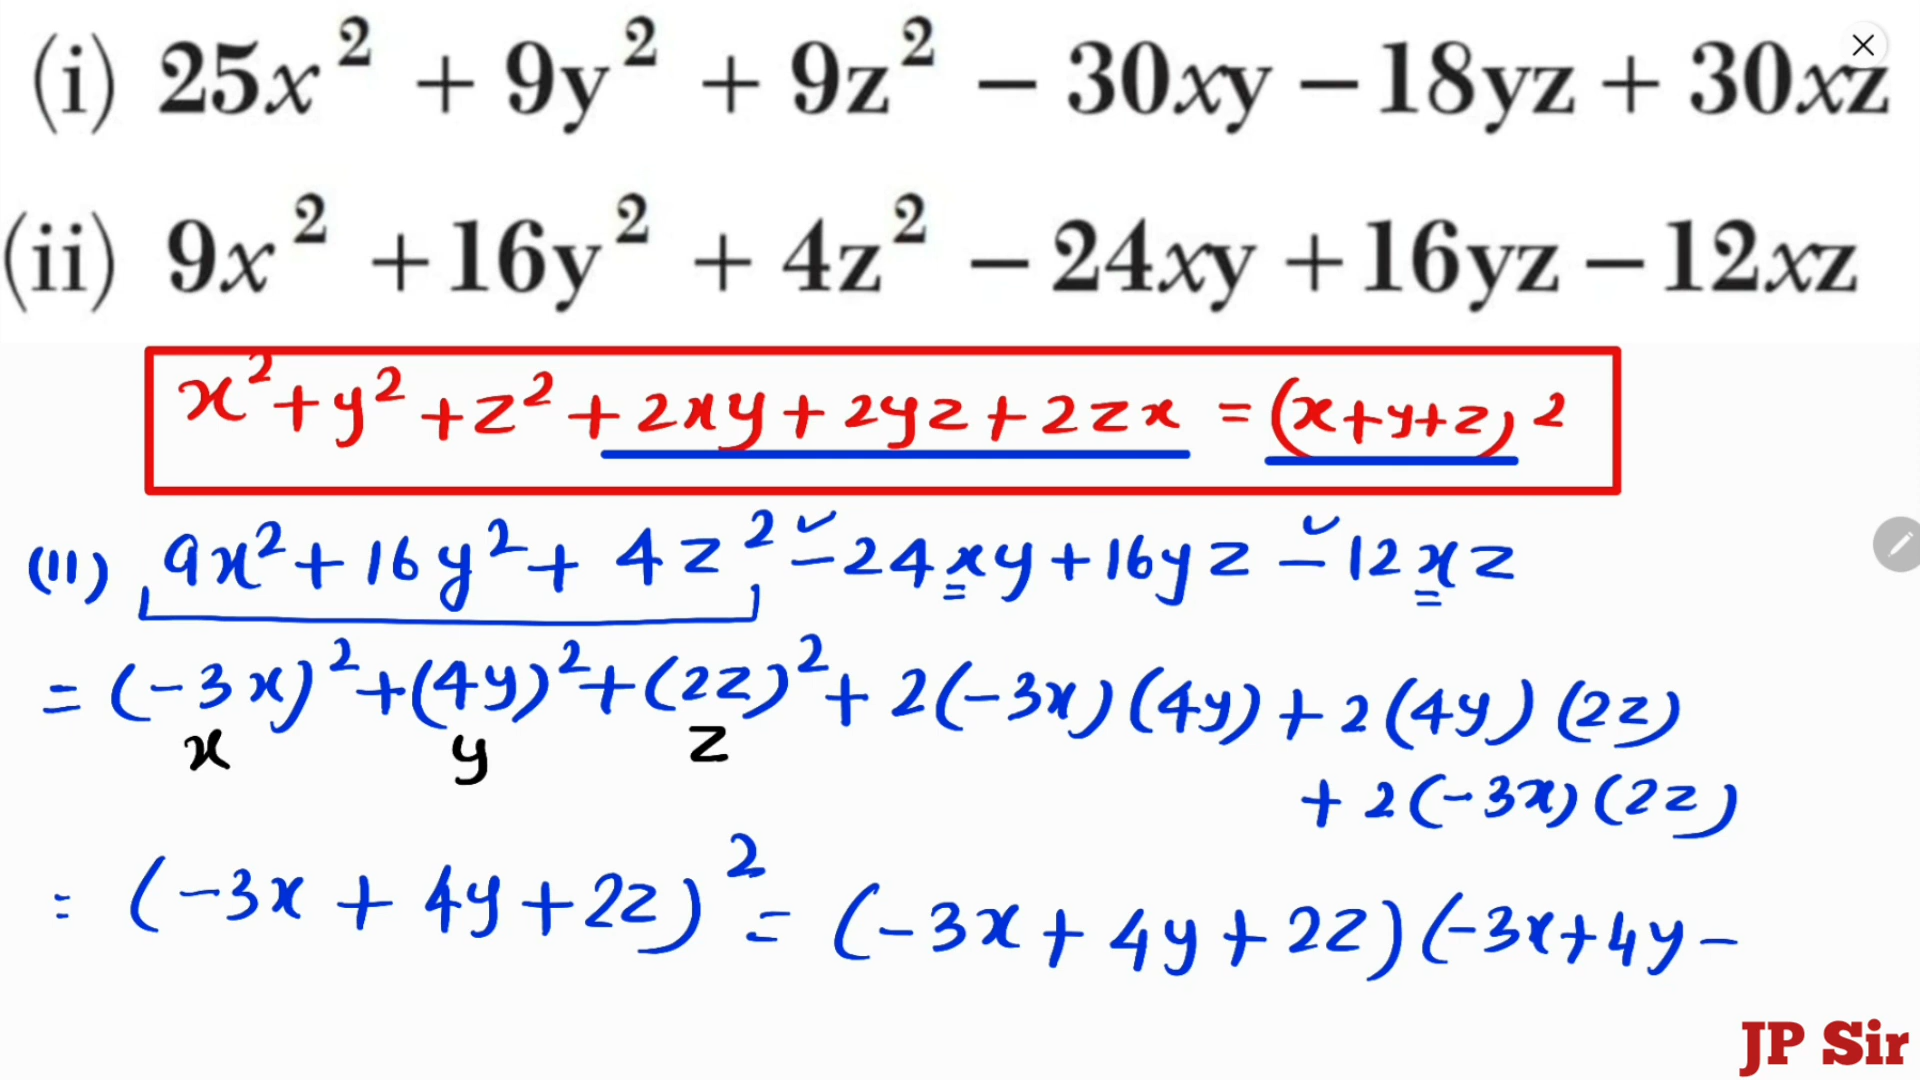 (i) 25x² + 9y² + 9z² − 30xy − 18yz + 30xz
(ii) 9x² + 16y² + 4z² − 24xy + 16yz − 12xz
x² + y² + z² + 2xy + 2yz + 2zx = (x+y+z)²
(11) 9x² + 16y² + 4z² − 24xy + 16yz − 12xz
= (−3x)² + (4y)² + (2z)² + 2(−3x)(4y) + 2(4y)(2z)
x y z
+ 2(−3x)(2z)
= (−3x + 4y + 2z)² = (−3x + 4y + 2z)(−3x + 4y −
JP Sir